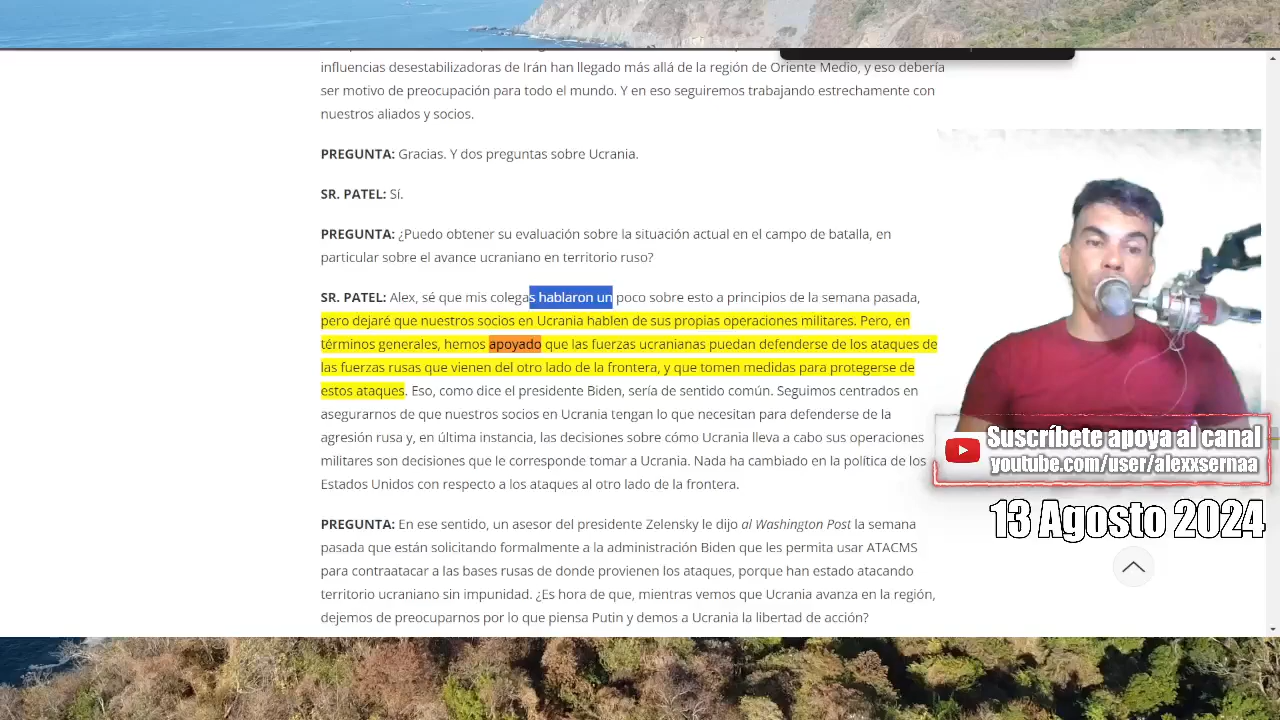 influencias desestabilizadoras de Irán han llegado más allá de la región de Oriente Medio, y eso debería
ser motivo de preocupación para todo el mundo. Y en eso seguiremos trabajando estrechamente con
nuestros aliados y socios.
PREGUNTA: Gracias. Y dos preguntas sobre Ucrania.
SR. PATEL: Sí.
PREGUNTA: ¿Puedo obtener su evaluación sobre la situación actual en el campo de batalla, en
particular sobre el avance ucraniano en territorio ruso?
SR. PATEL: Alex, sé que mis colegas hablaron un poco sobre esto a principios de la semana pasada,
pero dejaré que nuestros socios en Ucrania hablen de sus propias operaciones militares. Pero, en
términos generales, hemos apoyado que las fuerzas ucranianas puedan defenderse de los ataques de
las fuerzas rusas que vienen del otro lado de la frontera, y que tomen medidas para protegerse de
estos ataques. Eso, como dice el presidente Biden, sería de sentido común. Seguimos centrados en
asegurarnos de que nuestros socios en Ucrania tengan lo que necesitan para defenderse de la
agresión rusa y, en última instancia, las decisiones sobre cómo Ucrania lleva a cabo sus operaciones
militares son decisiones que le corresponde tomar a Ucrania. Nada ha cambiado en la política de los
Estados Unidos con respecto a los ataques al otro lado de la frontera.
PREGUNTA: En ese sentido, un asesor del presidente Zelensky le dijo al Washington Post la semana
pasada que están solicitando formalmente a la administración Biden que les permita usar ATACMS
para contraatacar a las bases rusas de donde provienen los ataques, porque han estado atacando
territorio ucraniano sin impunidad. ¿Es hora de que, mientras vemos que Ucrania avanza en la región,
dejemos de preocuparnos por lo que piensa Putin y demos a Ucrania la libertad de acción?
Suscríbete apoya al canal
youtube.com/user/alexxsernaa
13 Agosto 2024